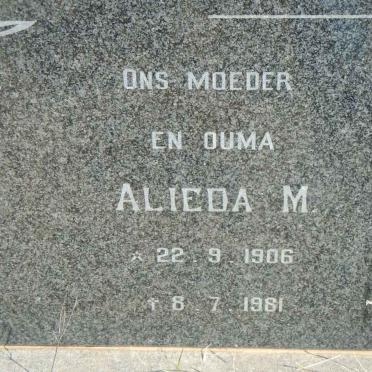 ONS MOEDER
EN OUMA
ALIEDA M.
* 22 . 9 . 1906
† 8 . 7 . 1981